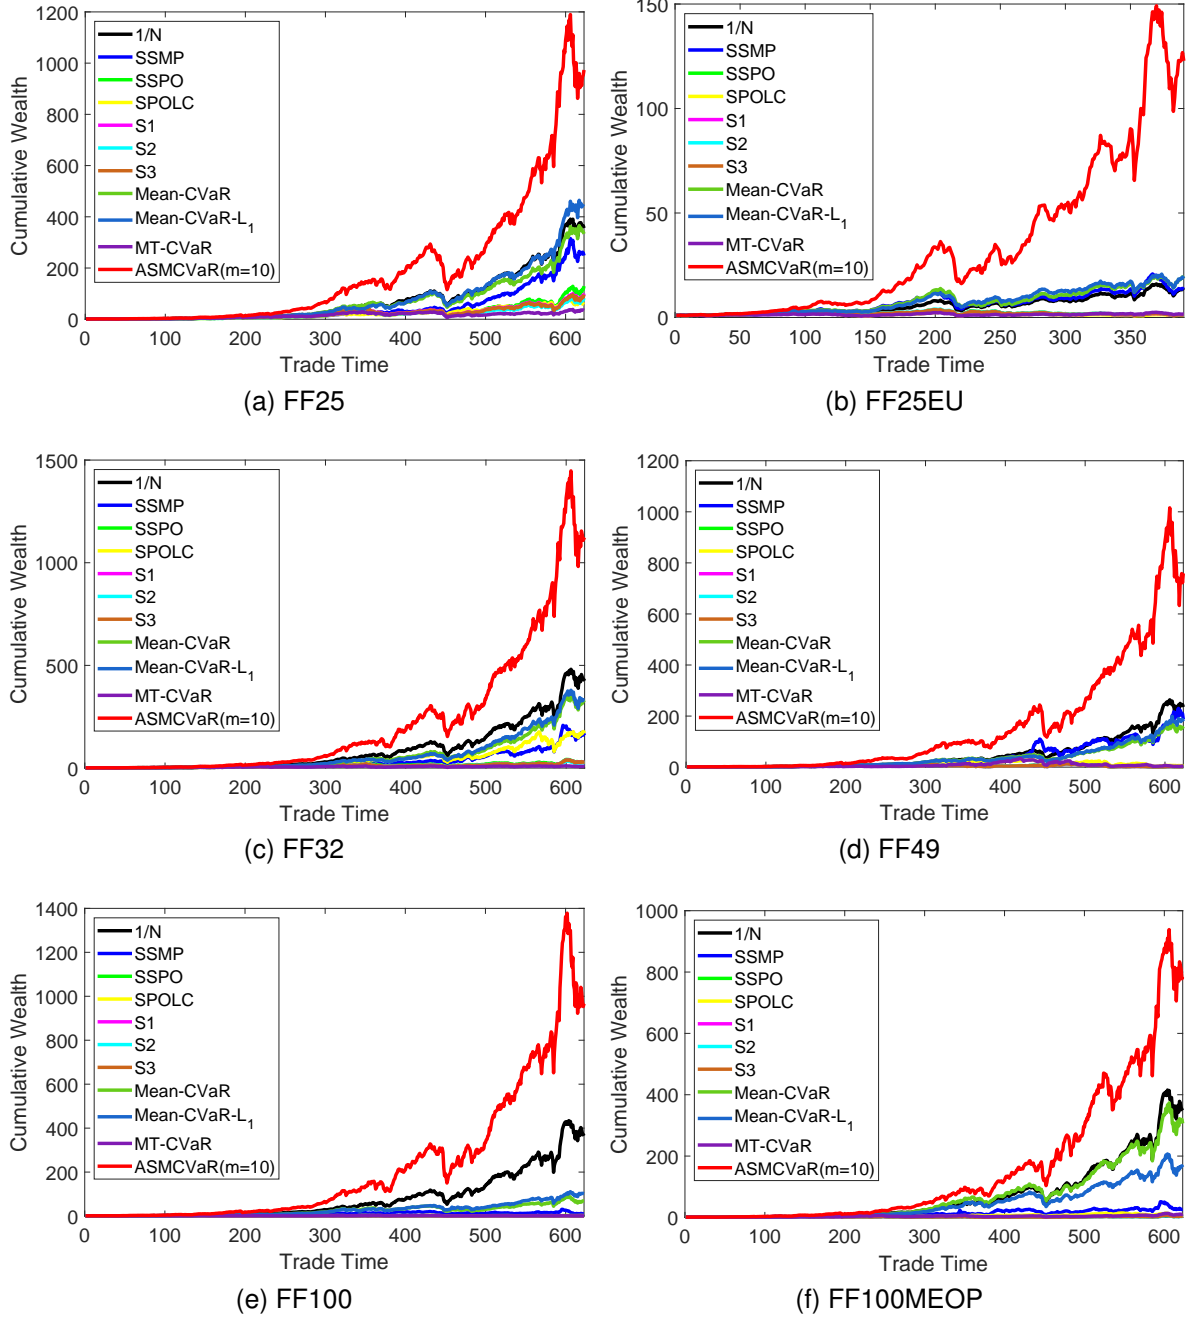 1200
1000
800
600
400
200
0
0 100 200 300 400 500 600
Cumulative Wealth
Trade Time
1/N
SSMP
SSPO
SPOLC
S1
S2
S3
Mean-CVaR
Mean-CVaR-L1
MT-CVaR
ASMCVaR(m=10)
(a) FF25
150
100
50
0
0 50 100 150 200 250 300 350
Cumulative Wealth
Trade Time
1/N
SSMP
SSPO
SPOLC
S1
S2
S3
Mean-CVaR
Mean-CVaR-L1
MT-CVaR
ASMCVaR(m=10)
(b) FF25EU
1500
1000
500
0
0 100 200 300 400 500 600
Cumulative Wealth
Trade Time
1/N
SSMP
SSPO
SPOLC
S1
S2
S3
Mean-CVaR
Mean-CVaR-L1
MT-CVaR
ASMCVaR(m=10)
(c) FF32
1200
1000
800
600
400
200
0
0 100 200 300 400 500 600
Cumulative Wealth
Trade Time
1/N
SSMP
SSPO
SPOLC
S1
S2
S3
Mean-CVaR
Mean-CVaR-L1
MT-CVaR
ASMCVaR(m=10)
(d) FF49
1400
1200
1000
800
600
400
200
0
0 100 200 300 400 500 600
Cumulative Wealth
Trade Time
1/N
SSMP
SSPO
SPOLC
S1
S2
S3
Mean-CVaR
Mean-CVaR-L1
MT-CVaR
ASMCVaR(m=10)
(e) FF100
1000
800
600
400
200
0
0 100 200 300 400 500 600
Cumulative Wealth
Trade Time
1/N
SSMP
SSPO
SPOLC
S1
S2
S3
Mean-CVaR
Mean-CVaR-L1
MT-CVaR
ASMCVaR(m=10)
(f) FF100MEOP